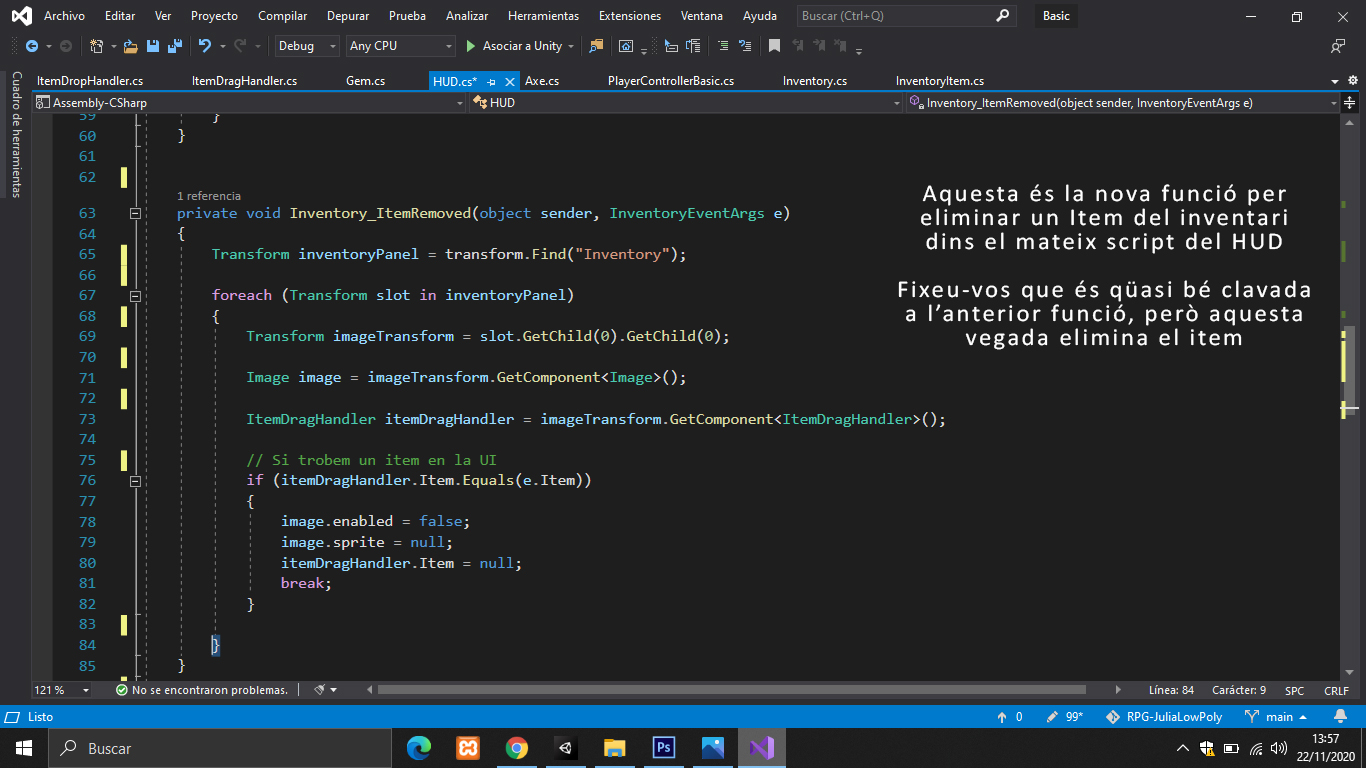 Archivo Editar Ver Proyecto Compilar Depurar Prueba Analizar Herramientas Extensiones Ventana Ayuda Buscar (Ctrl+Q) Basic
Debug Any CPU Asociar a Unity
ItemDropHandler.cs ItemDragHandler.cs Gem.cs HUD.cs* Axe.cs PlayerControllerBasic.cs Inventory.cs InventoryItem.cs
Cuadro de herramientas
Assembly-CSharp HUD Inventory_ItemRemoved(object sender, InventoryEventArgs e)
59 }
60 }
61
62
1 referencia
63 private void Inventory_ItemRemoved(object sender, InventoryEventArgs e)
64 {
65 Transform inventoryPanel = transform.Find("Inventory");
66
67 foreach (Transform slot in inventoryPanel)
68 {
69 Transform imageTransform = slot.GetChild(0).GetChild(0);
70
71 Image image = imageTransform.GetComponent<Image>();
72
73 ItemDragHandler itemDragHandler = imageTransform.GetComponent<ItemDragHandler>();
74
75 // Si trobem un item en la UI
76 if (itemDragHandler.Item.Equals(e.Item))
77 {
78 image.enabled = false;
79 image.sprite = null;
80 itemDragHandler.Item = null;
81 break;
82 }
83
84 }
85 }
Aquesta és la nova funció per
eliminar un Item del inventari
dins el mateix script del HUD
Fixeu-vos que és qüasi bé clavada
a l’anterior funció, però aquesta
vegada elimina el item
121 % No se encontraron problemas. Línea: 84 Carácter: 9 SPC CRLF
Listo 0 99* RPG-JuliaLowPoly main
Buscar
Ps
13:57
22/11/2020